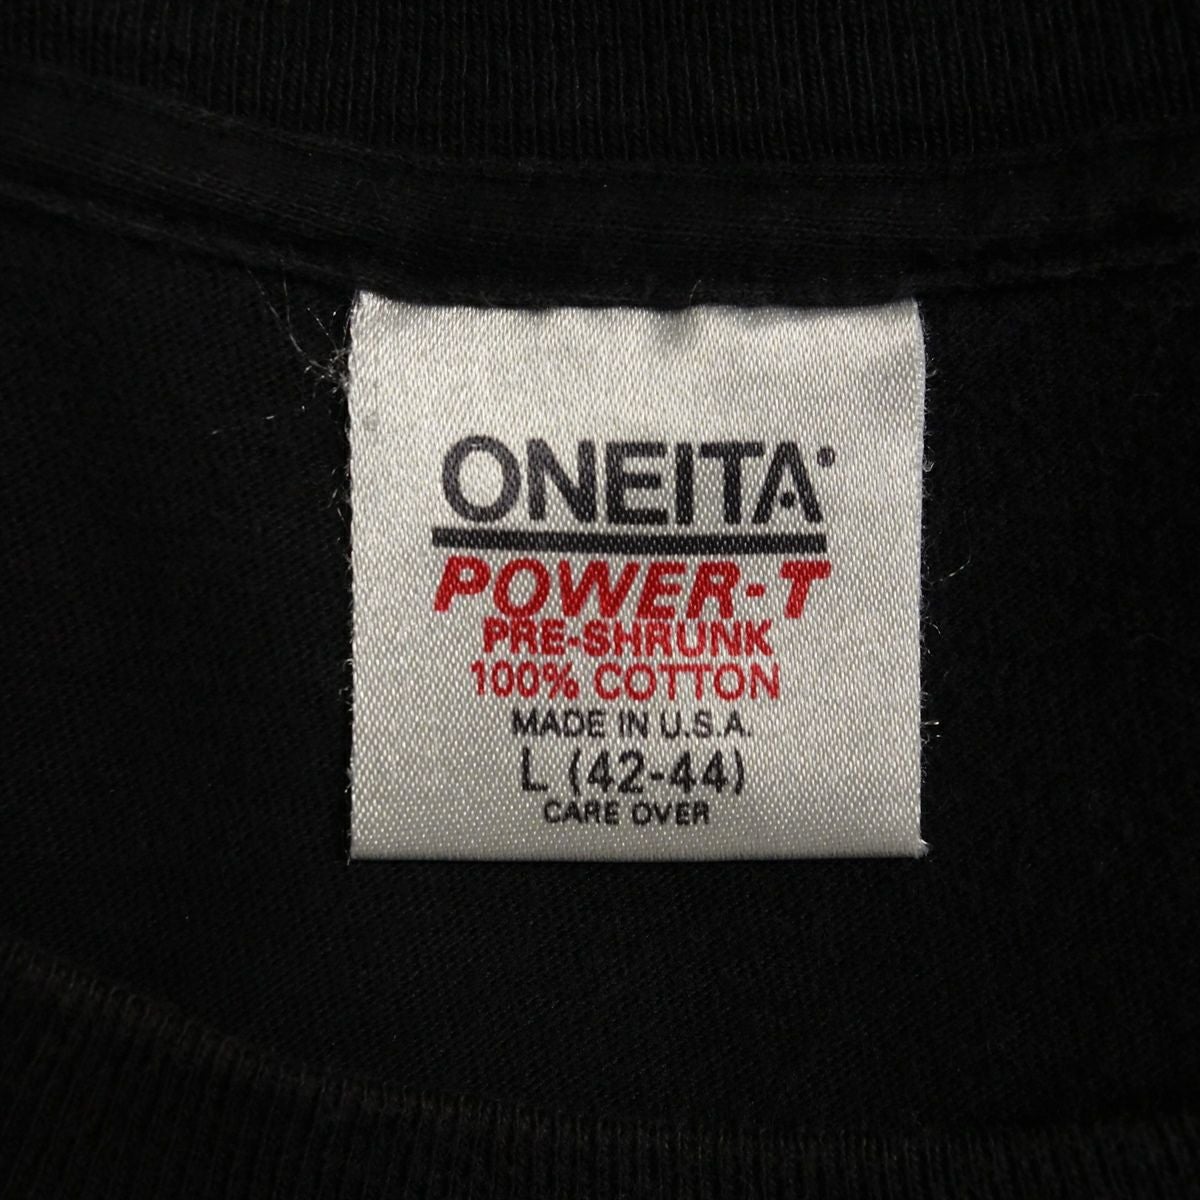 ONEITA
POWER-T
PRE-SHRUNK
100% COTTON
MADE IN U.S.A.
L (42-44)
CARE OVER